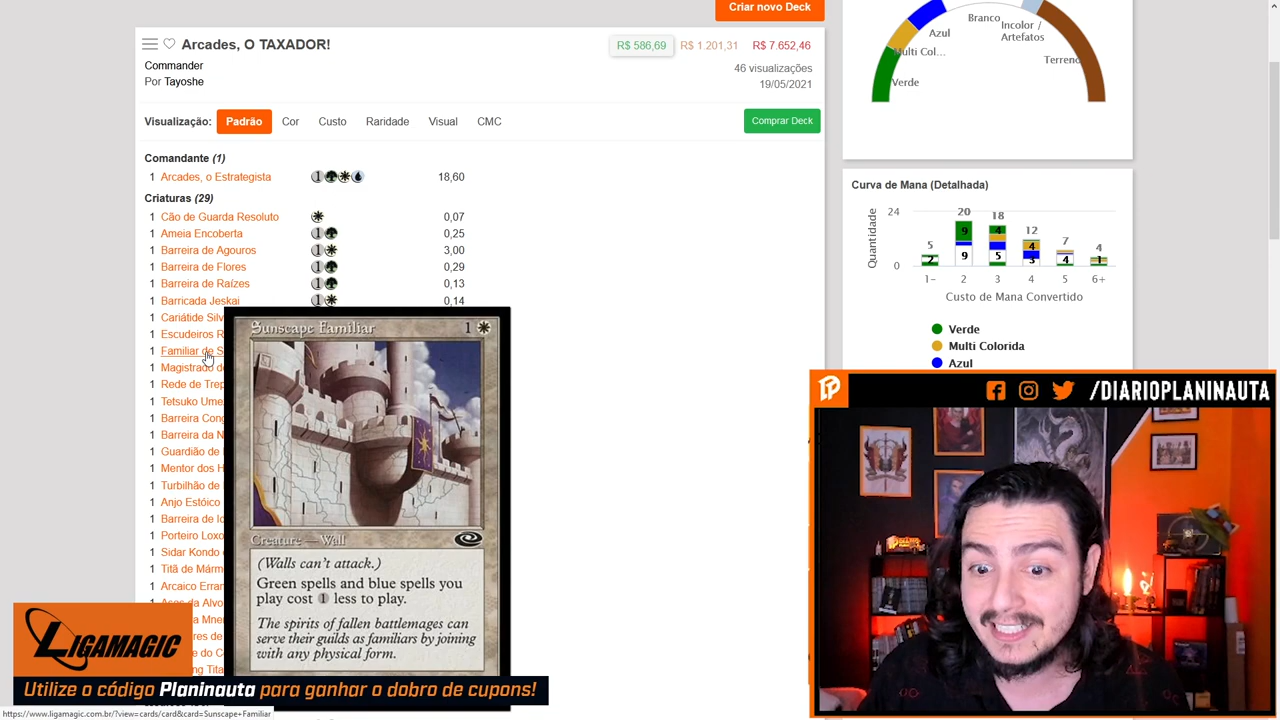 Criar novo Deck
Arcades, O TAXADOR!
R$ 586,69
R$ 1.201,31
R$ 7.652,46
Commander
46 visualizações
Por Tayoshe
19/05/2021
Visualização:
Padrão
Cor
Custo
Raridade
Visual
CMC
Comprar Deck
Comandante (1)
1 Arcades, o Estrategista
1
18,60
Criaturas (29)
1 Cão de Guarda Resoluto
0,07
1 Ameia Encoberta
1
0,25
1 Barreira de Agouros
1
3,00
1 Barreira de Flores
1
0,29
1 Barreira de Raízes
1
0,13
1 Barricada Jeskai
1
0,14
1 Cariátide Silv
1 Escudeiros R
1 Familiar de S
1 Magistrado d
1 Rede de Trep
1 Tetsuko Ume
1 Barreira Cong
1 Barreira da N
1 Guardião de
1 Mentor dos H
1 Turbilhão de
1 Anjo Estóico
1 Barreira de Ic
1 Porteiro Loxo
1 Sidar Kondo
1 Titã de Márm
1 Arcaico Erran
Sunscape Familiar
1
Creature — Wall
(Walls can't attack.)
Green spells and blue spells you
play cost 1 less to play.
The spirits of fallen battlemages can
serve their guilds as familiars by joining
with any physical form.
Branco
Azul
Incolor /
Artefatos
Multi Col...
Terreno
Verde
Curva de Mana (Detalhada)
Quantidade
24
0
5
20
18
12
7
4
2
9
9
4
5
4
3
4
1
1-
2
3
4
5
6+
Custo de Mana Convertido
Verde
Multi Colorida
Azul
/DIARIOPLANINAUTA
LIGAMAGIC
Utilize o código Planinauta para ganhar o dobro de cupons!
https://www.ligamagic.com.br/?view=cards/card&card=Sunscape+Familiar